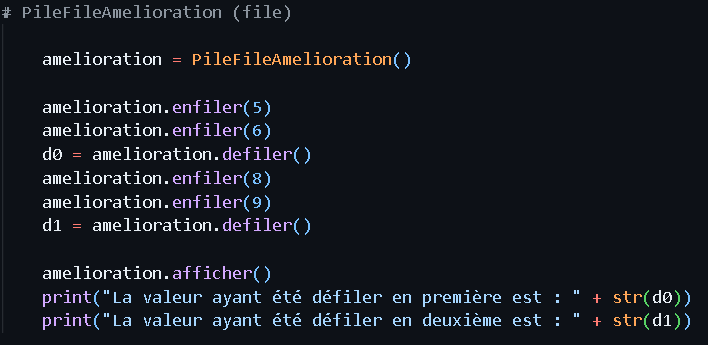 # PileFileAmelioration (file)
amelioration = PileFileAmelioration()
amelioration.enfiler(5)
amelioration.enfiler(6)
d0 = amelioration.defiler()
amelioration.enfiler(8)
amelioration.enfiler(9)
d1 = amelioration.defiler()
amelioration.afficher()
print("La valeur ayant été défiler en première est : " + str(d0))
print("La valeur ayant été défiler en deuxième est : " + str(d1))